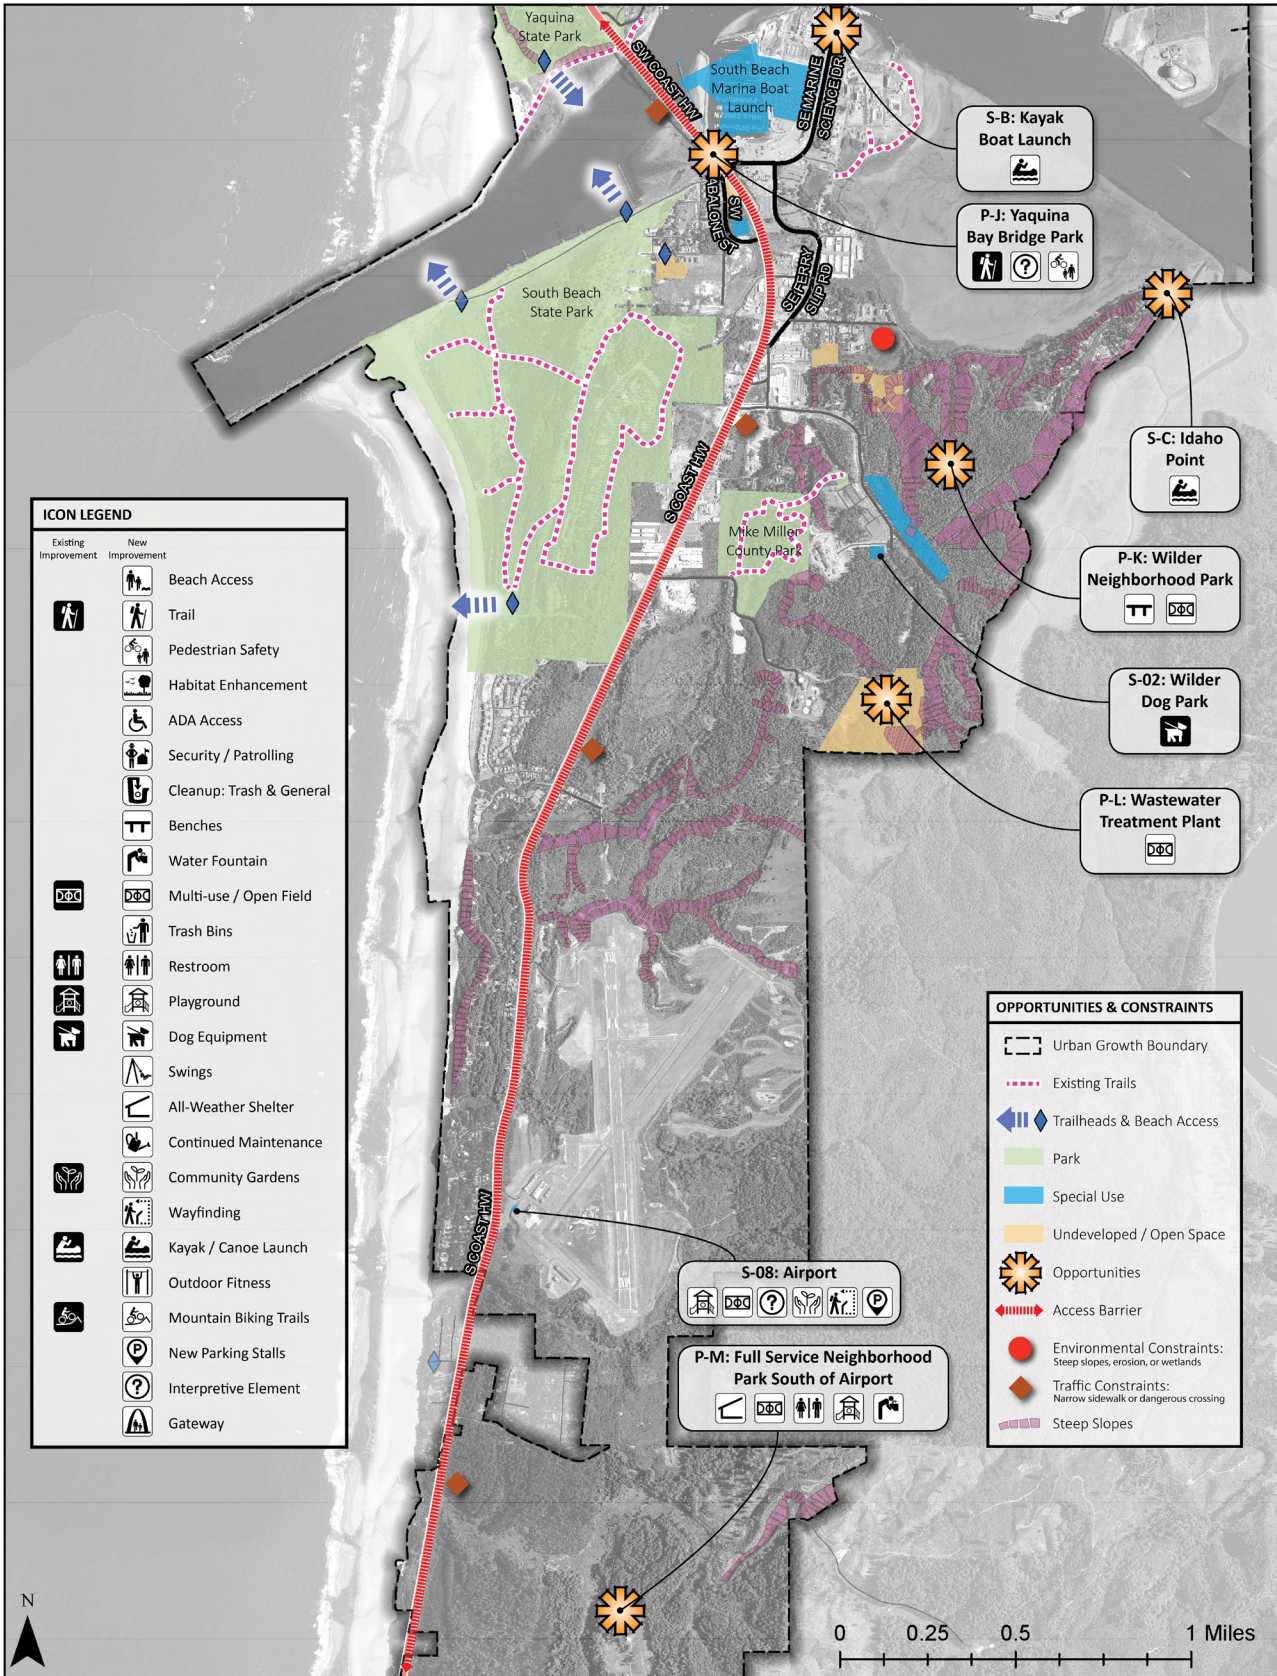 Yaquina
State Park
SW COAST HW
South Beach
Marina Boat
Launch
SE MARINE
SCIENCE DR
S-B: Kayak
Boat Launch
P-J: Yaquina
Bay Bridge Park
SW
ABALONE ST
SE FERRY
SLIP RD
South Beach
State Park
S-C: Idaho
Point
S COAST HW
Mike Miller
County Park
P-K: Wilder
Neighborhood Park
S-02: Wilder
Dog Park
P-L: Wastewater
Treatment Plant
ICON LEGEND
Existing
Improvement
New
Improvement
Beach Access
Trail
Pedestrian Safety
Habitat Enhancement
ADA Access
Security / Patrolling
Cleanup: Trash & General
Benches
Water Fountain
Multi-use / Open Field
Trash Bins
Restroom
Playground
Dog Equipment
Swings
All-Weather Shelter
Continued Maintenance
Community Gardens
Wayfinding
Kayak / Canoe Launch
Outdoor Fitness
Mountain Biking Trails
P
New Parking Stalls
?
Interpretive Element
Gateway
S COAST HW
S-08: Airport
? P
P-M: Full Service Neighborhood
Park South of Airport
OPPORTUNITIES & CONSTRAINTS
Urban Growth Boundary
Existing Trails
Trailheads & Beach Access
Park
Special Use
Undeveloped / Open Space
Opportunities
Access Barrier
Environmental Constraints:
Steep slopes, erosion, or wetlands
Traffic Constraints:
Narrow sidewalk or dangerous crossing
Steep Slopes
N
0 0.25 0.5 1 Miles